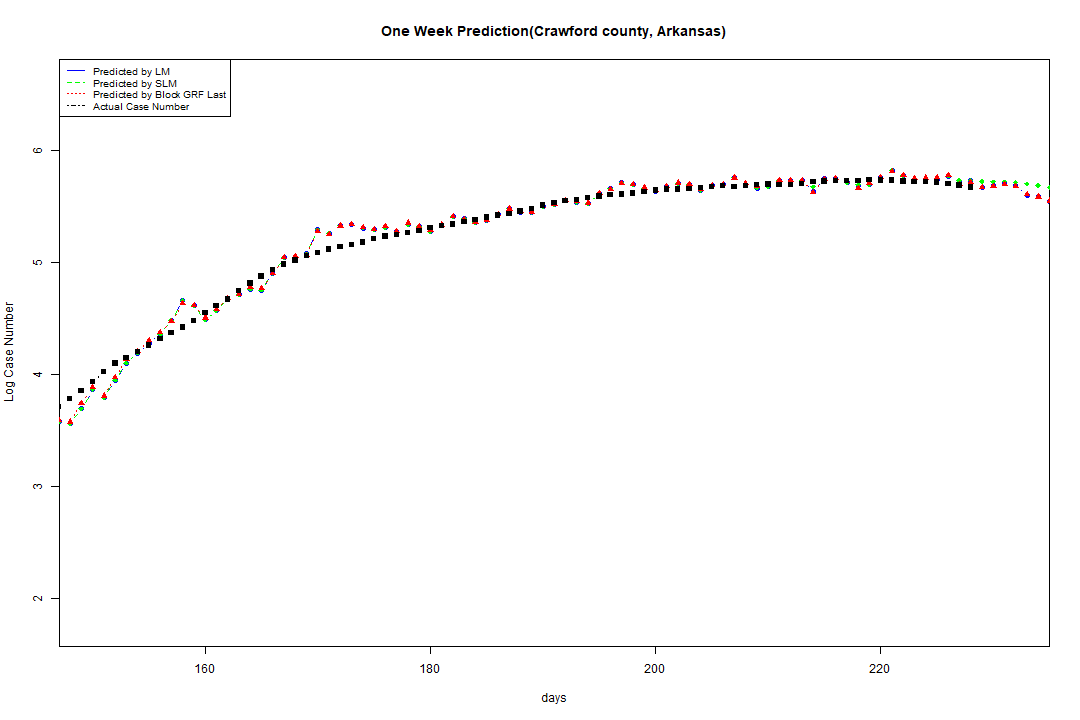 One Week Prediction(Crawford county, Arkansas)
Predicted by LM
Predicted by SLM
Predicted by Block GRF Last
Actual Case Number
6
5
4
3
2
Log Case Number
160 180 200 220
days